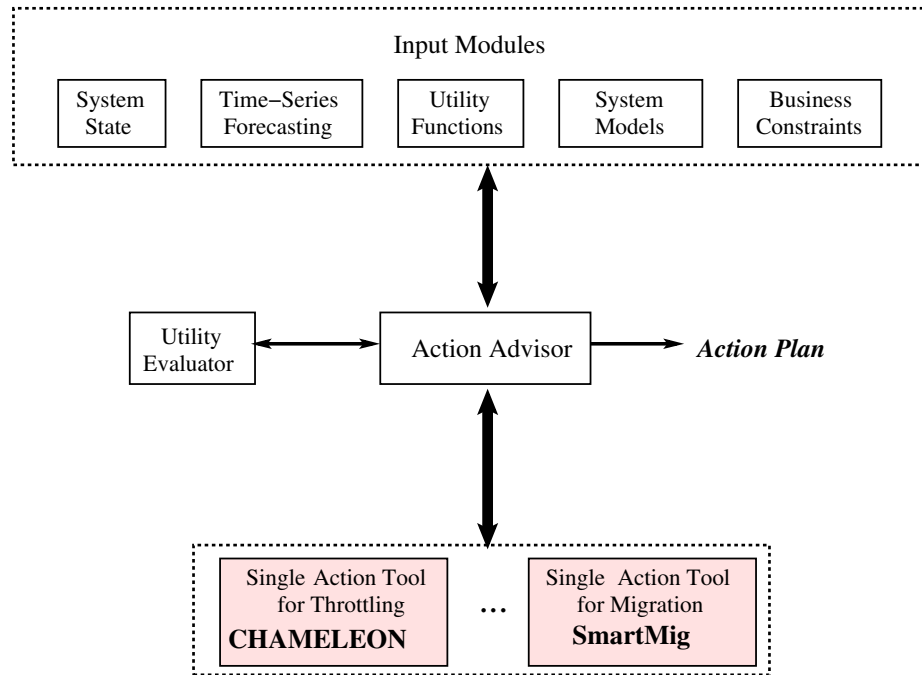 Input Modules
System
State
Time−Series
Forecasting
Utility
Functions
System
Models
Business
Constraints
Utility
Evaluator
Action Advisor
Action Plan
Single Action Tool
for Throttling
CHAMELEON
...
Single Action Tool
for Migration
SmartMig